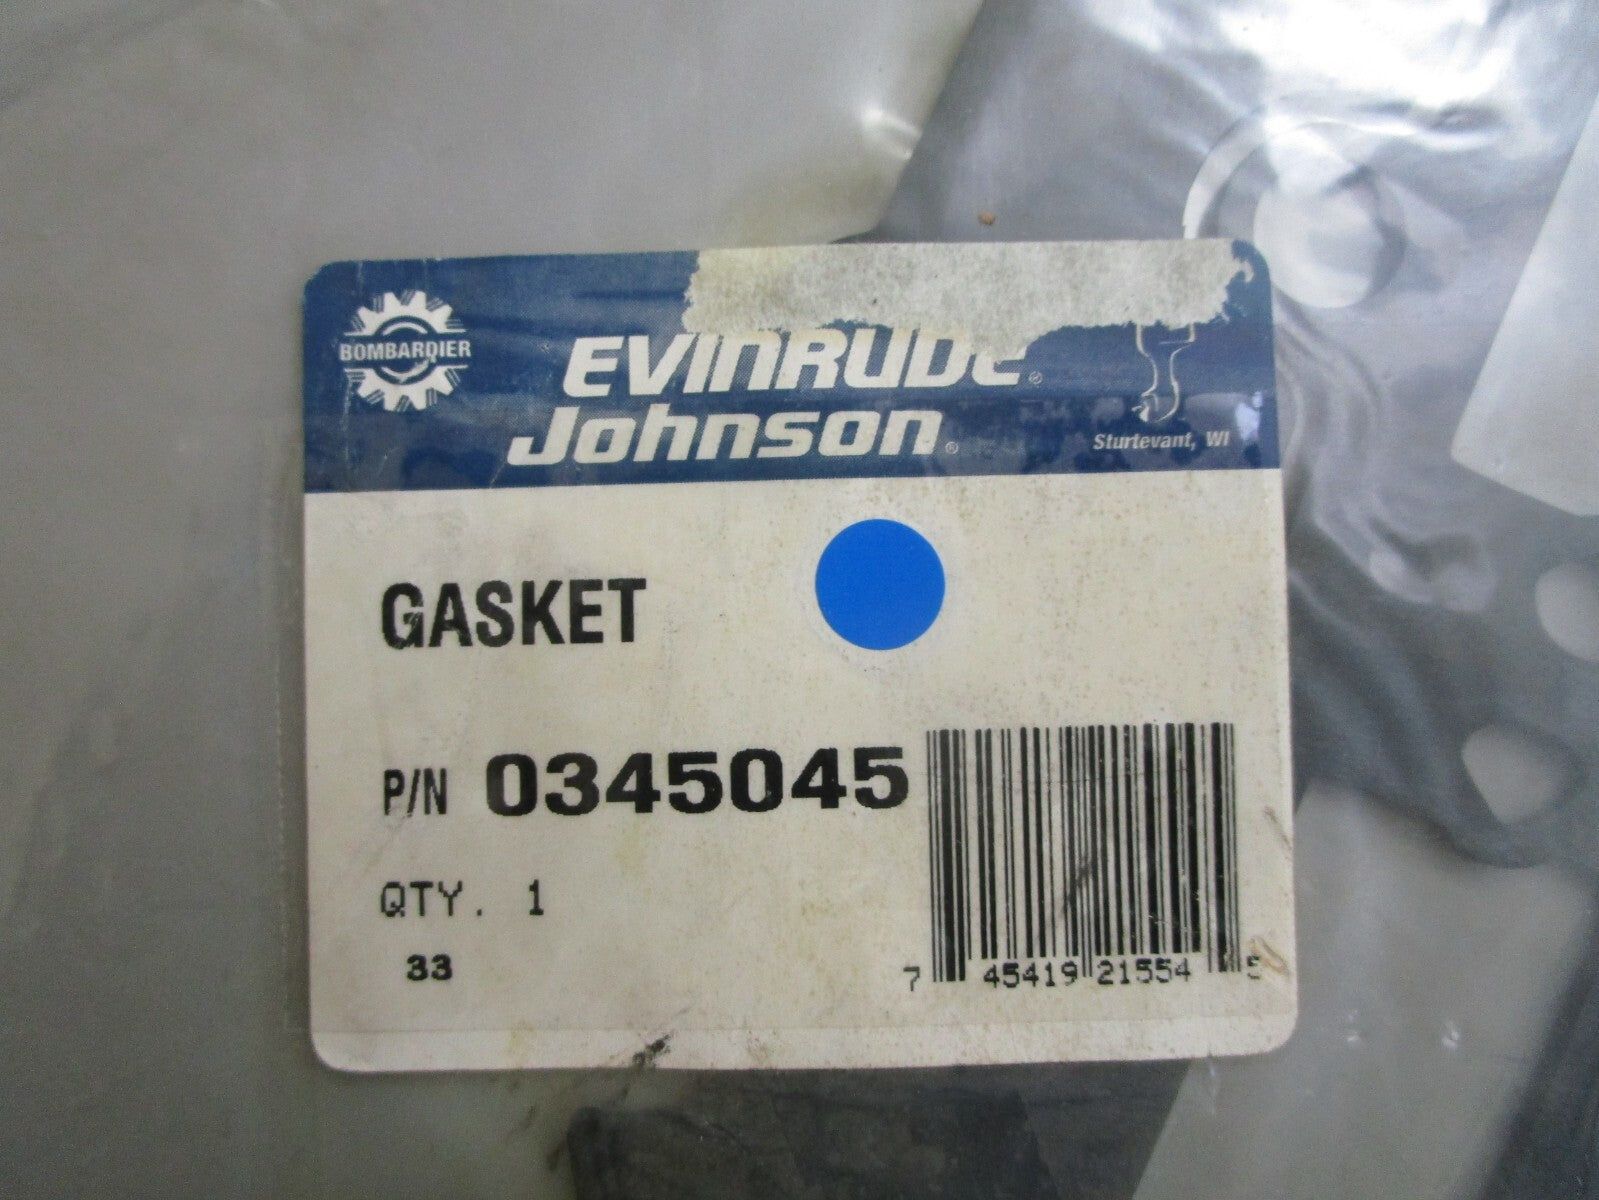 BOMBARDIER
EVINRUDE®
Johnson®
Sturtevant, WI
GASKET
P/N 0345045
QTY. 1
33
7 45419 21554 5